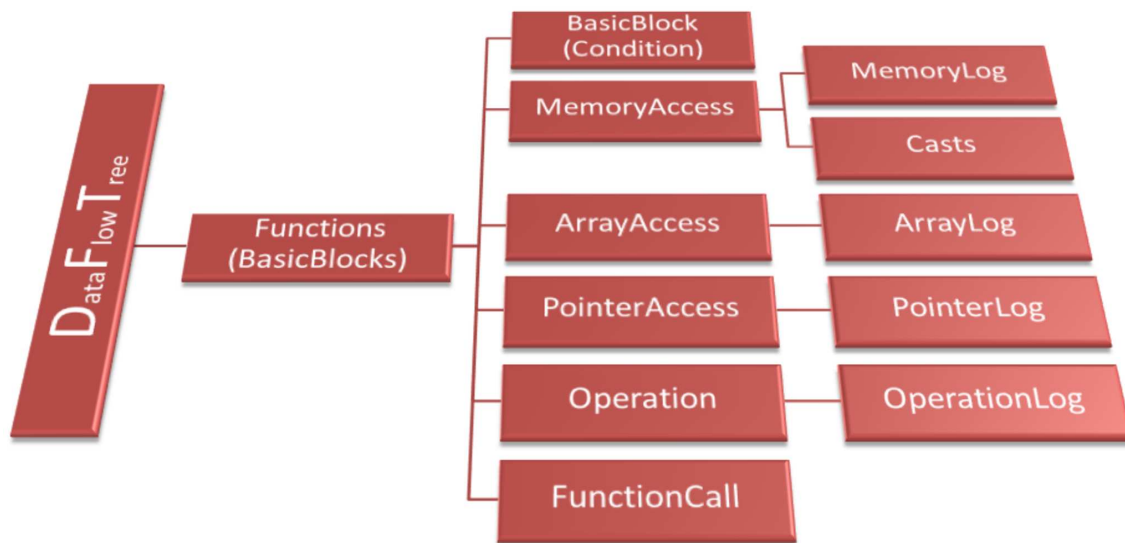 DataFlowTree
Functions
(BasicBlocks)
BasicBlock
(Condition)
MemoryAccess
MemoryLog
Casts
ArrayAccess
ArrayLog
PointerAccess
PointerLog
Operation
OperationLog
FunctionCall